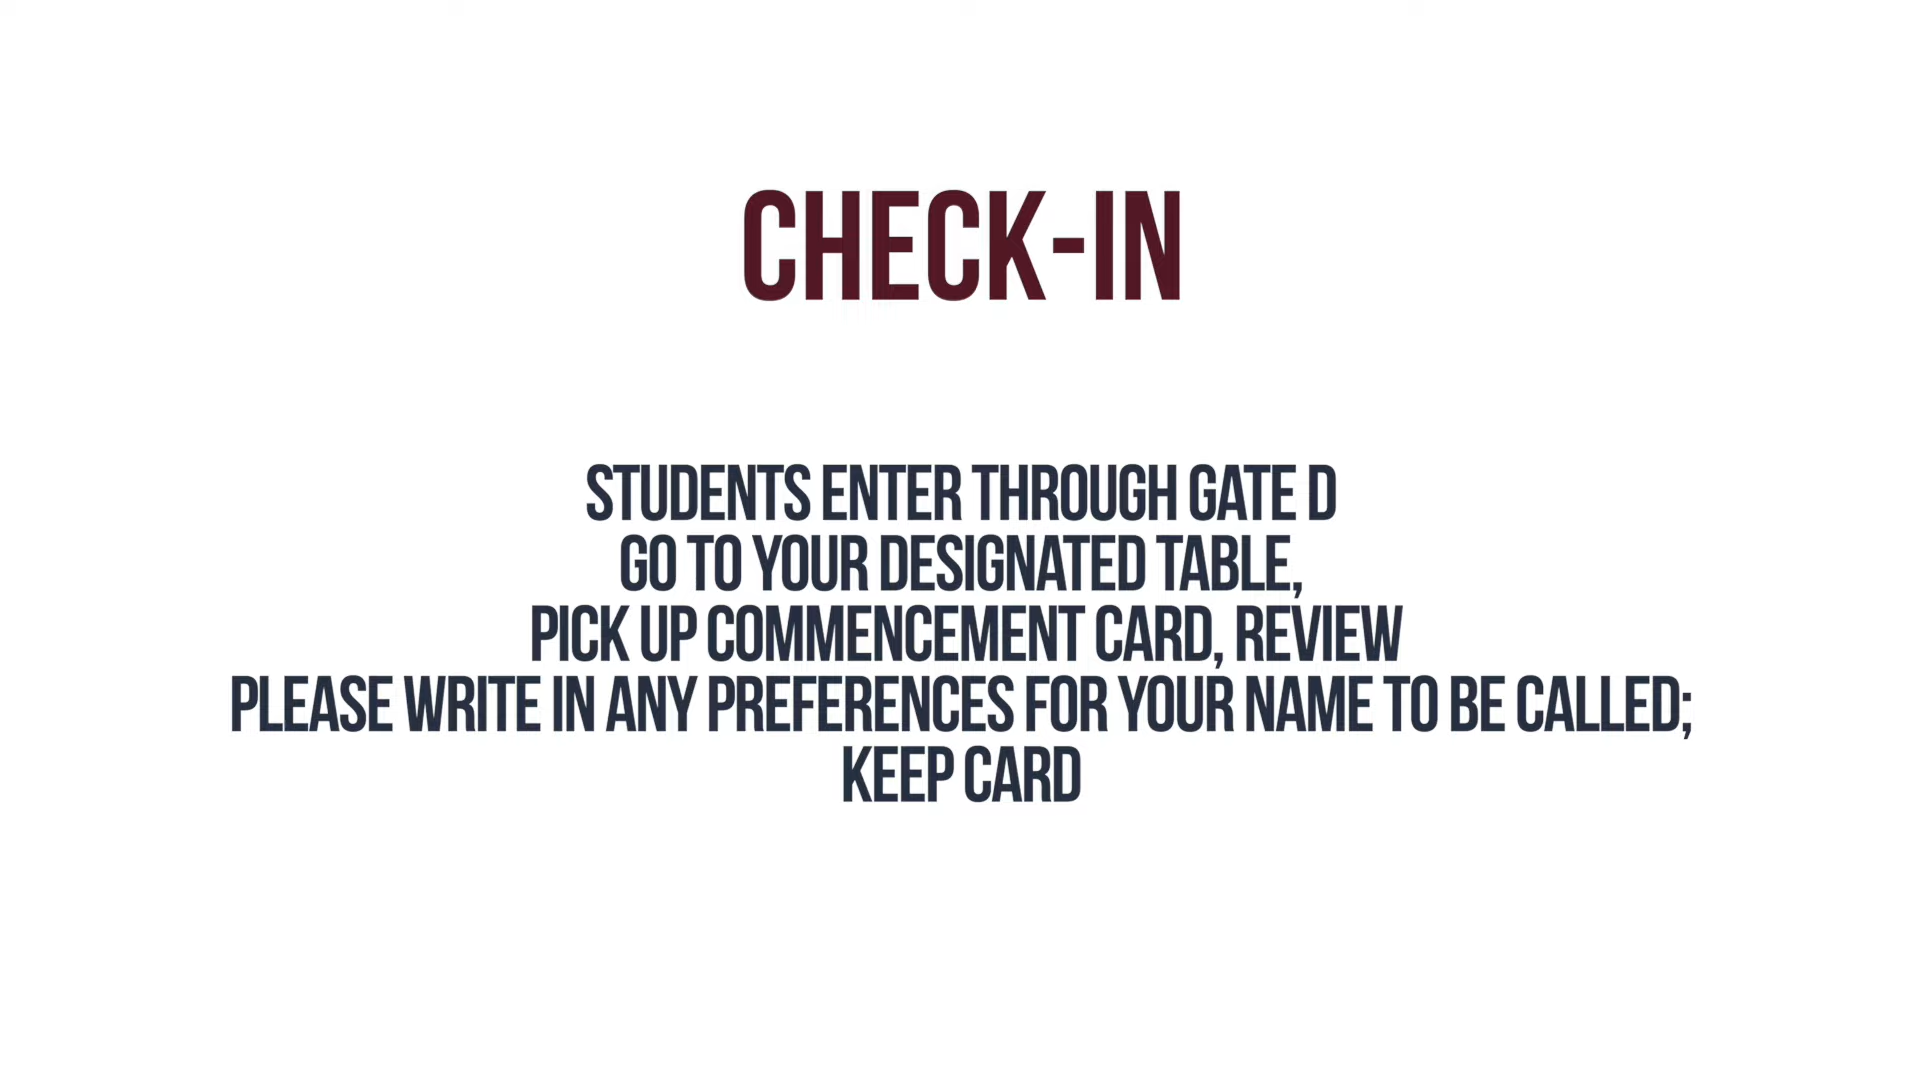 CHECK-IN
STUDENTS ENTER THROUGH GATE D
GO TO YOUR DESIGNATED TABLE,
PICK UP COMMENCEMENT CARD, REVIEW
PLEASE WRITE IN ANY PREFERENCES FOR YOUR NAME TO BE CALLED;
KEEP CARD